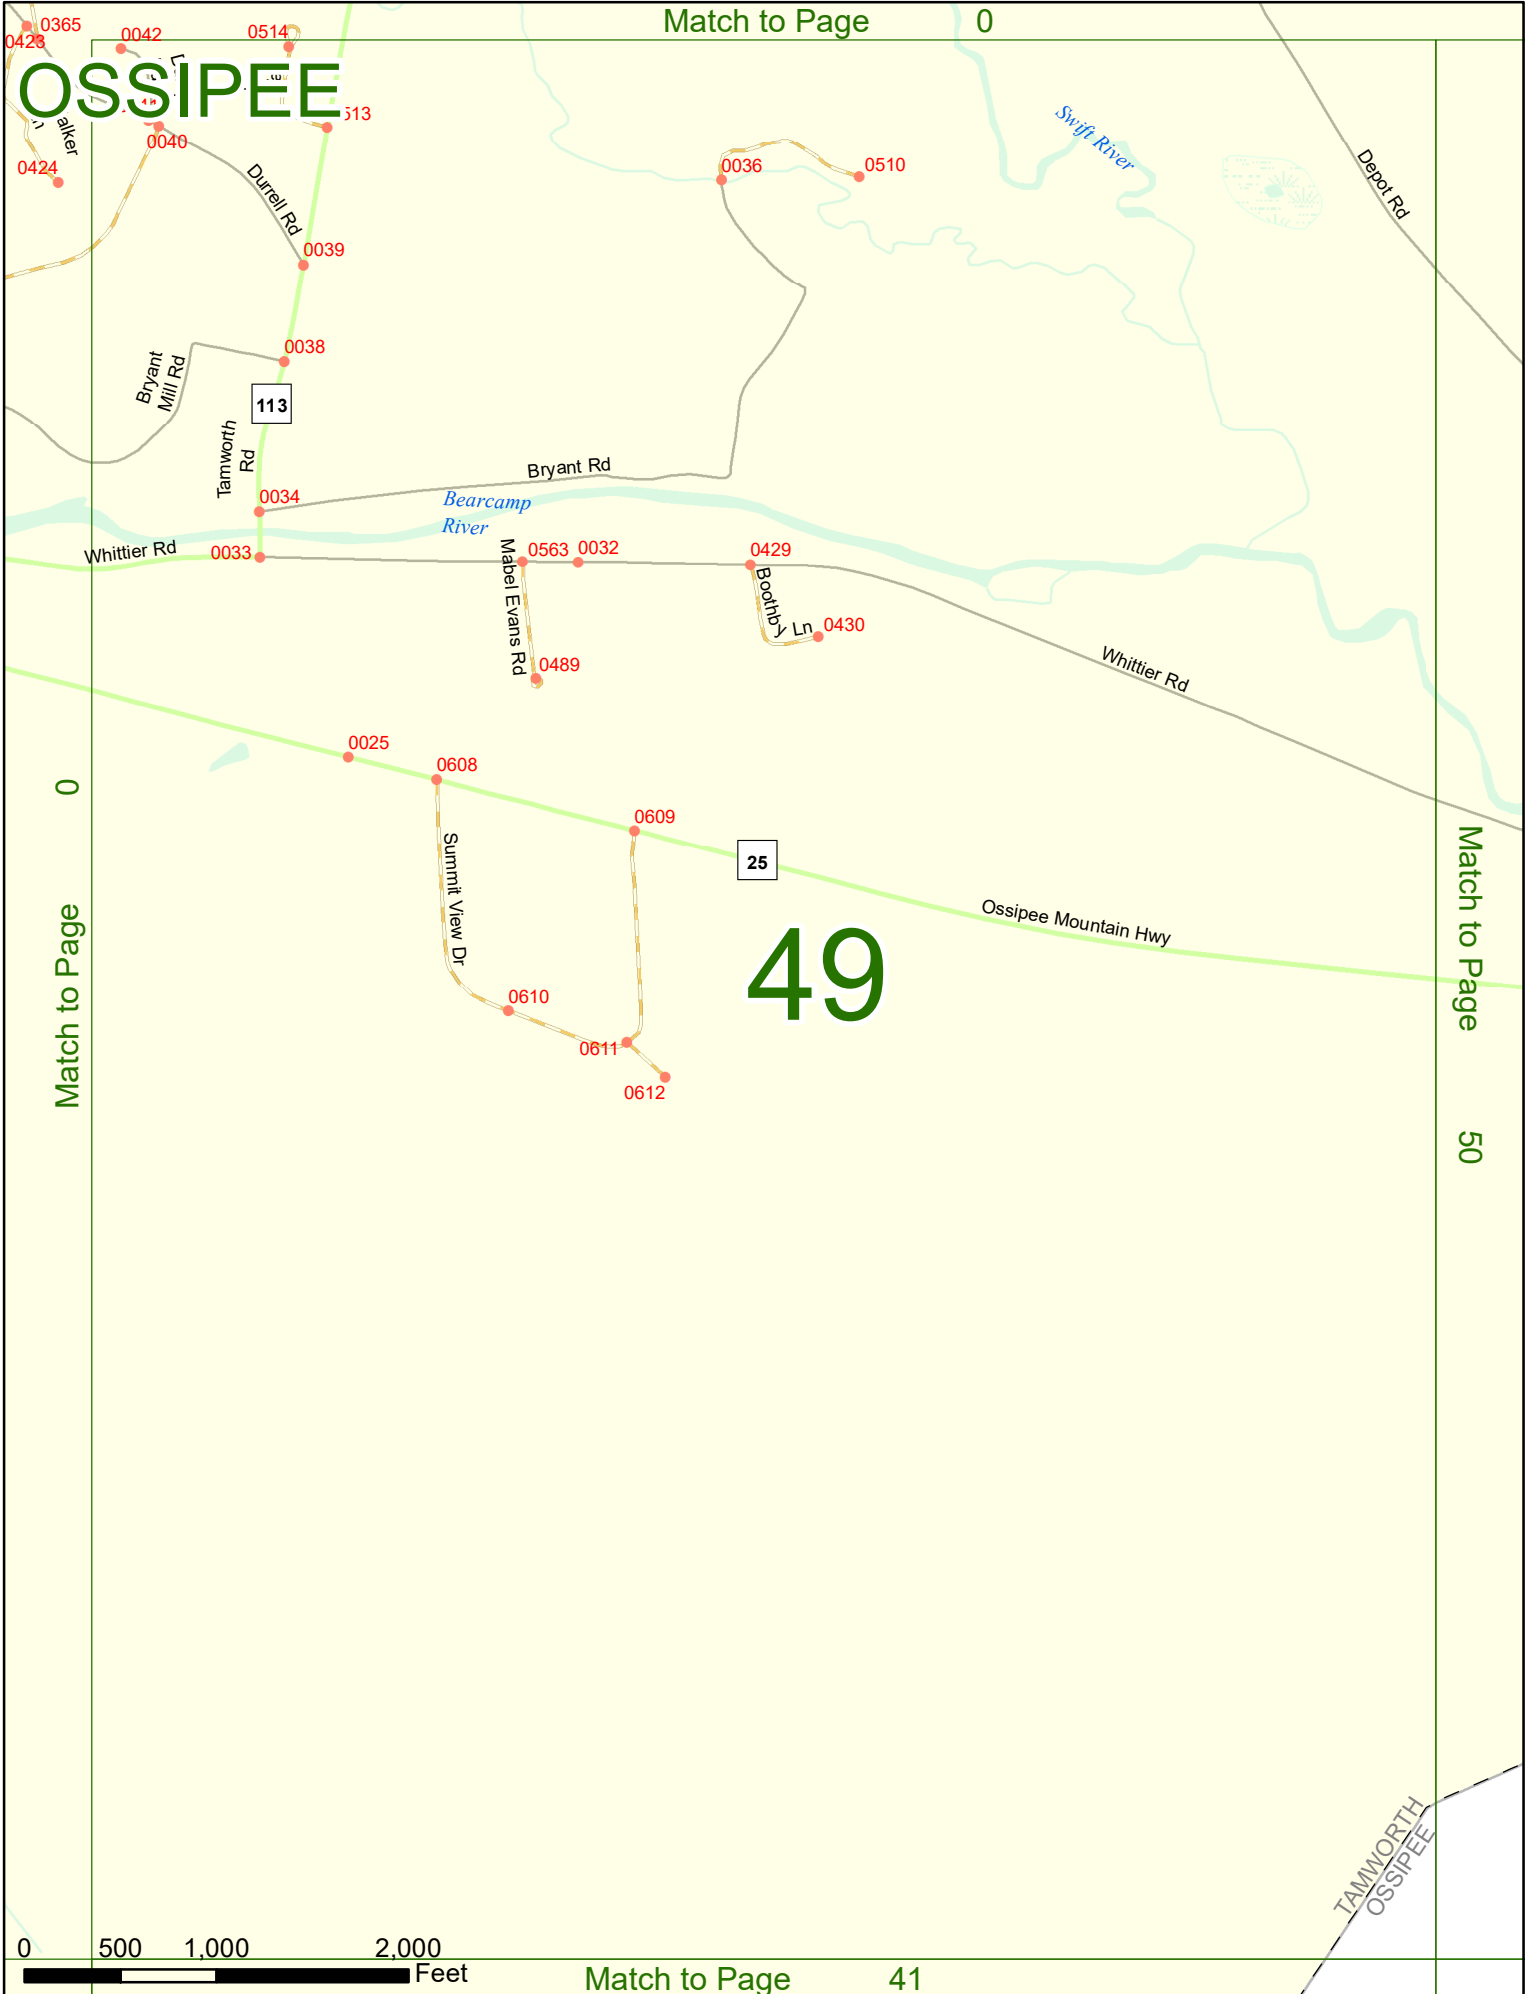 Match to Page 0
0365
0423
0042
0514
OSSIPEE
513
alker
0040
0424
0036
0510
Swift River
Depot Rd
Durrell Rd
0039
0038
Bryant
Mill Rd
113
Tamworth
Rd
Bryant Rd
0034
Bearcamp
River
Whittier Rd
0033
0563
0032
0429
Mabel Evans Rd
Boothby Ln
0430
0489
Whittier Rd
0025
0608
0609
25
Summit View Dr
Ossipee Mountain Hwy
49
0610
0611
0612
Match to Page 0
Match to Page 50
TAMWORTH
OSSIPEE
0 500 1,000 2,000
Feet
Match to Page 41